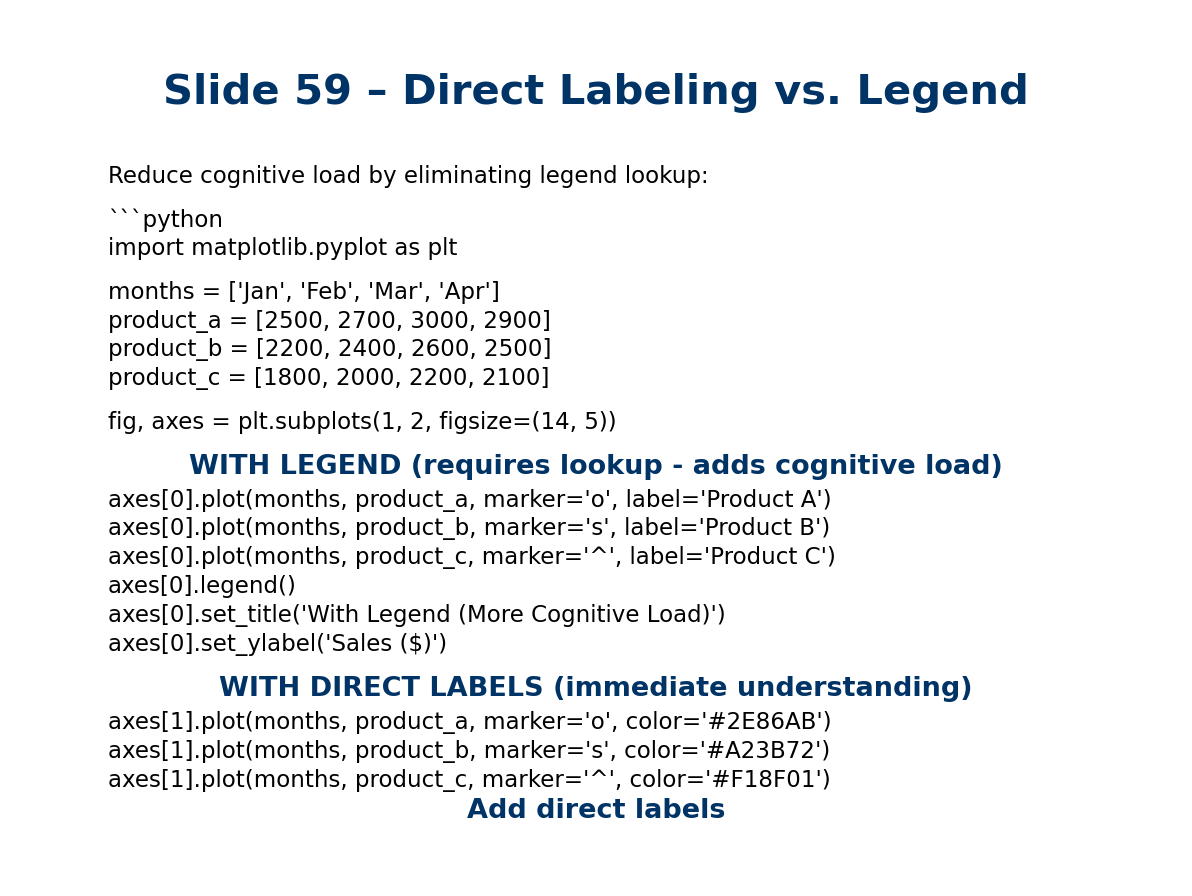 Slide 59 – Direct Labeling vs. Legend
Reduce cognitive load by eliminating legend lookup:
```python
import matplotlib.pyplot as plt
months = ['Jan', 'Feb', 'Mar', 'Apr']
product_a = [2500, 2700, 3000, 2900]
product_b = [2200, 2400, 2600, 2500]
product_c = [1800, 2000, 2200, 2100]
fig, axes = plt.subplots(1, 2, figsize=(14, 5))
WITH LEGEND (requires lookup - adds cognitive load)
axes[0].plot(months, product_a, marker='o', label='Product A')
axes[0].plot(months, product_b, marker='s', label='Product B')
axes[0].plot(months, product_c, marker='^', label='Product C')
axes[0].legend()
axes[0].set_title('With Legend (More Cognitive Load)')
axes[0].set_ylabel('Sales ($)')
WITH DIRECT LABELS (immediate understanding)
axes[1].plot(months, product_a, marker='o', color='#2E86AB')
axes[1].plot(months, product_b, marker='s', color='#A23B72')
axes[1].plot(months, product_c, marker='^', color='#F18F01')
Add direct labels